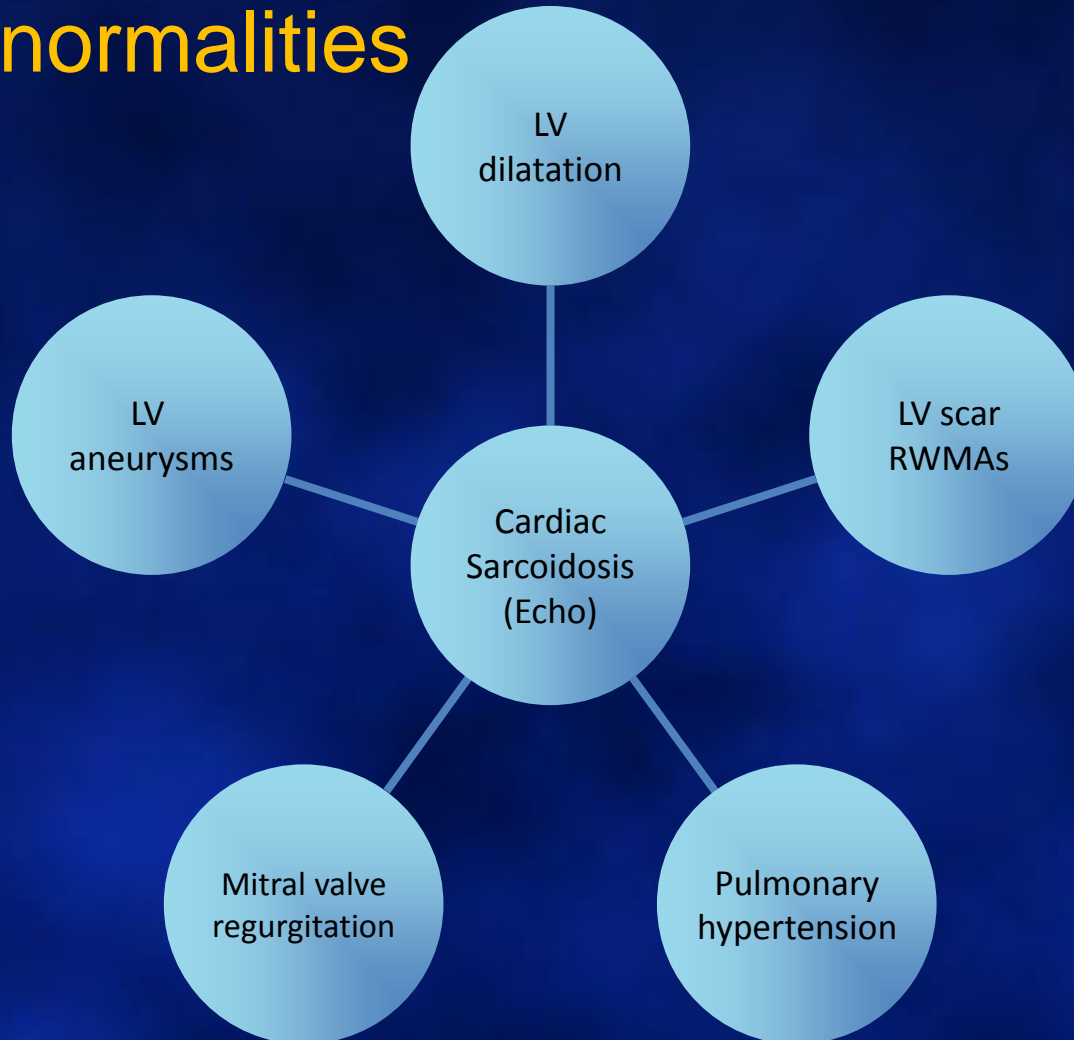 normalities
LV
dilatation
LV
aneurysms
LV scar
RWMAs
Cardiac
Sarcoidosis
(Echo)
Mitral valve
regurgitation
Pulmonary
hypertension